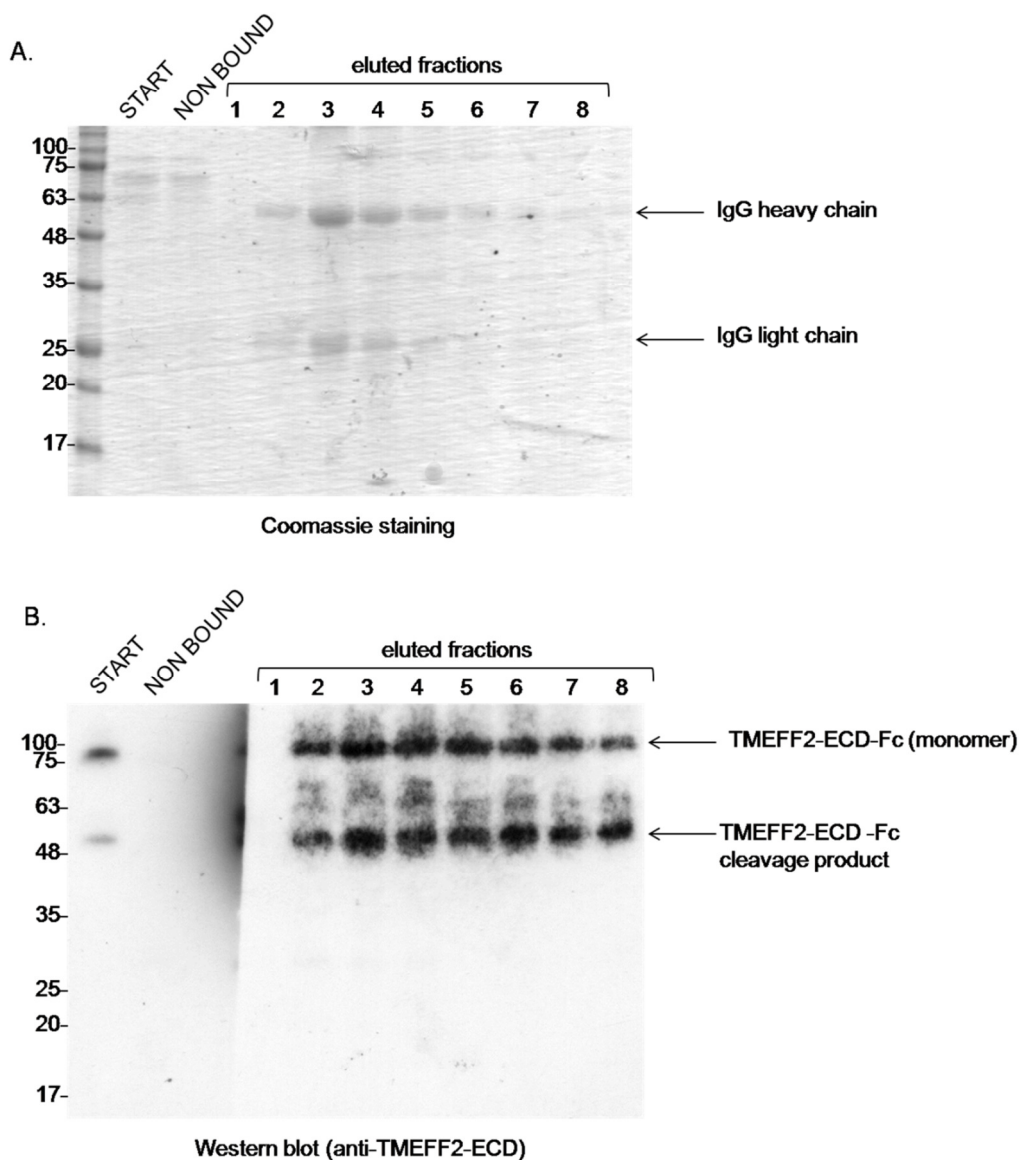 A.
START
NON BOUND
eluted fractions
1 2 3 4 5 6 7 8
100-
75-
63-
48-
35-
25-
20-
17-
IgG heavy chain
IgG light chain
Coomassie staining
B.
START
NON BOUND
eluted fractions
1 2 3 4 5 6 7 8
100-
75-
63-
48-
35-
25-
20-
17-
TMEFF2-ECD-Fc (monomer)
TMEFF2-ECD -Fc
cleavage product
Western blot (anti-TMEFF2-ECD)